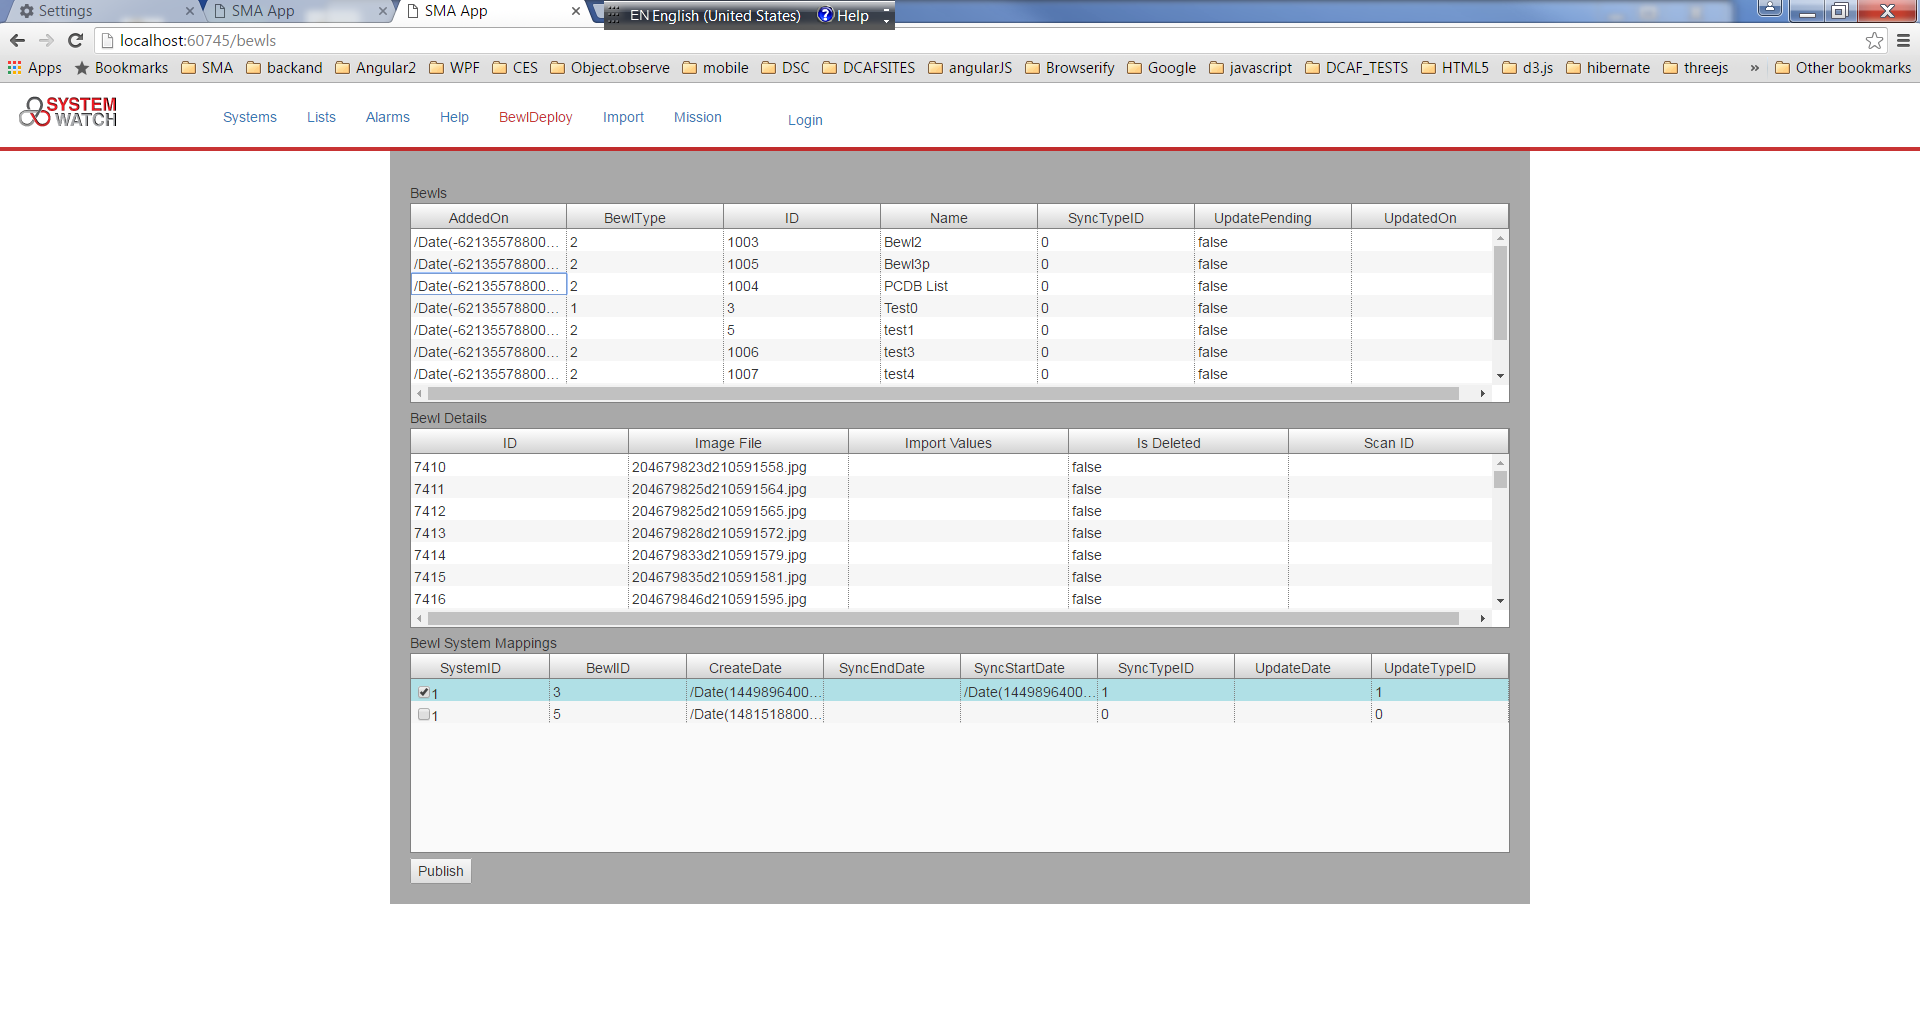 Settings
SMA App
SMA App
EN English (United States) Help
localhost:60745/bewls
Apps Bookmarks SMA backand Angular2 WPF CES Object.observe mobile DSC DCAFSITES angularJS Browserify Google javascript DCAF_TESTS HTML5 d3.js hibernate threejs » Other bookmarks
SYSTEM
WATCH
Systems Lists Alarms Help BewlDeploy Import Mission Login
Bewls
AddedOn BewlType ID Name SyncTypeID UpdatePending UpdatedOn
/Date(-62135578800... 2 1003 Bewl2 0 false
/Date(-62135578800... 2 1005 Bewl3p 0 false
/Date(-62135578800... 2 1004 PCDB List 0 false
/Date(-62135578800... 1 3 Test0 0 false
/Date(-62135578800... 2 5 test1 0 false
/Date(-62135578800... 2 1006 test3 0 false
/Date(-62135578800... 2 1007 test4 0 false
Bewl Details
ID Image File Import Values Is Deleted Scan ID
7410 204679823d210591558.jpg false
7411 204679825d210591564.jpg false
7412 204679825d210591565.jpg false
7413 204679828d210591572.jpg false
7414 204679833d210591579.jpg false
7415 204679835d210591581.jpg false
7416 204679846d210591595.jpg false
Bewl System Mappings
SystemID BewlID CreateDate SyncEndDate SyncStartDate SyncTypeID UpdateDate UpdateTypeID
1 3 /Date(1449896400... /Date(1449896400... 1 1
1 5 /Date(1481518800... 0 0
Publish